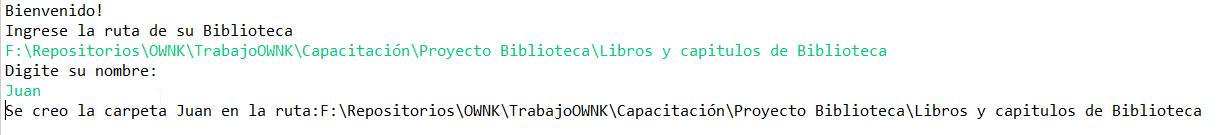 Bienvenido!
Ingrese la ruta de su Biblioteca
F:\Repositorios\OWNK\TrabajoOWNK\Capacitación\Proyecto Biblioteca\Libros y capitulos de Biblioteca
Digite su nombre:
Juan
Se creo la carpeta Juan en la ruta:F:\Repositorios\OWNK\TrabajoOWNK\Capacitación\Proyecto Biblioteca\Libros y capitulos de Biblioteca